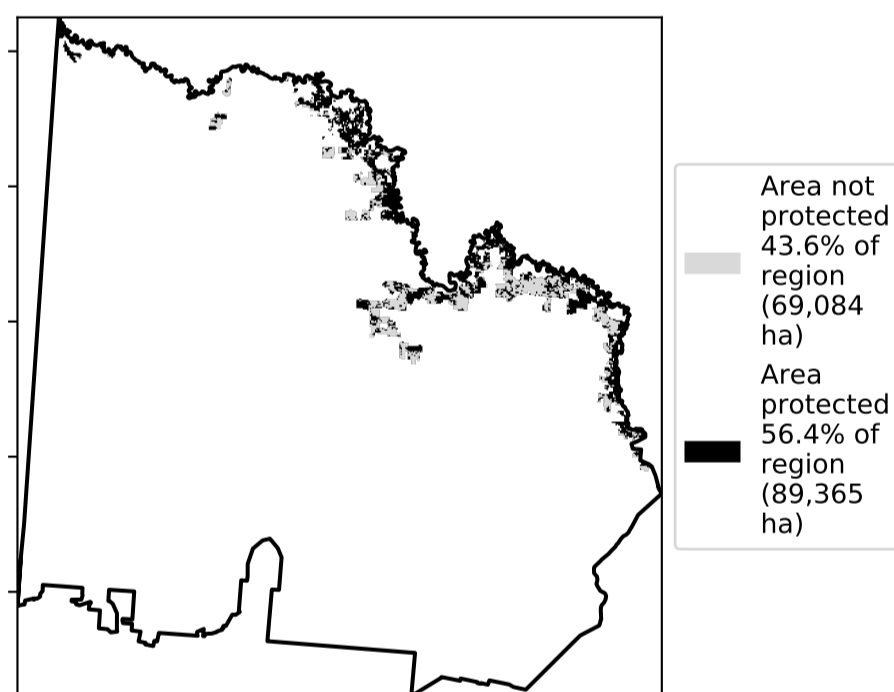 Area not
protected
43.6% of
region
(69,084
ha)
Area
protected
56.4% of
region
(89,365
ha)